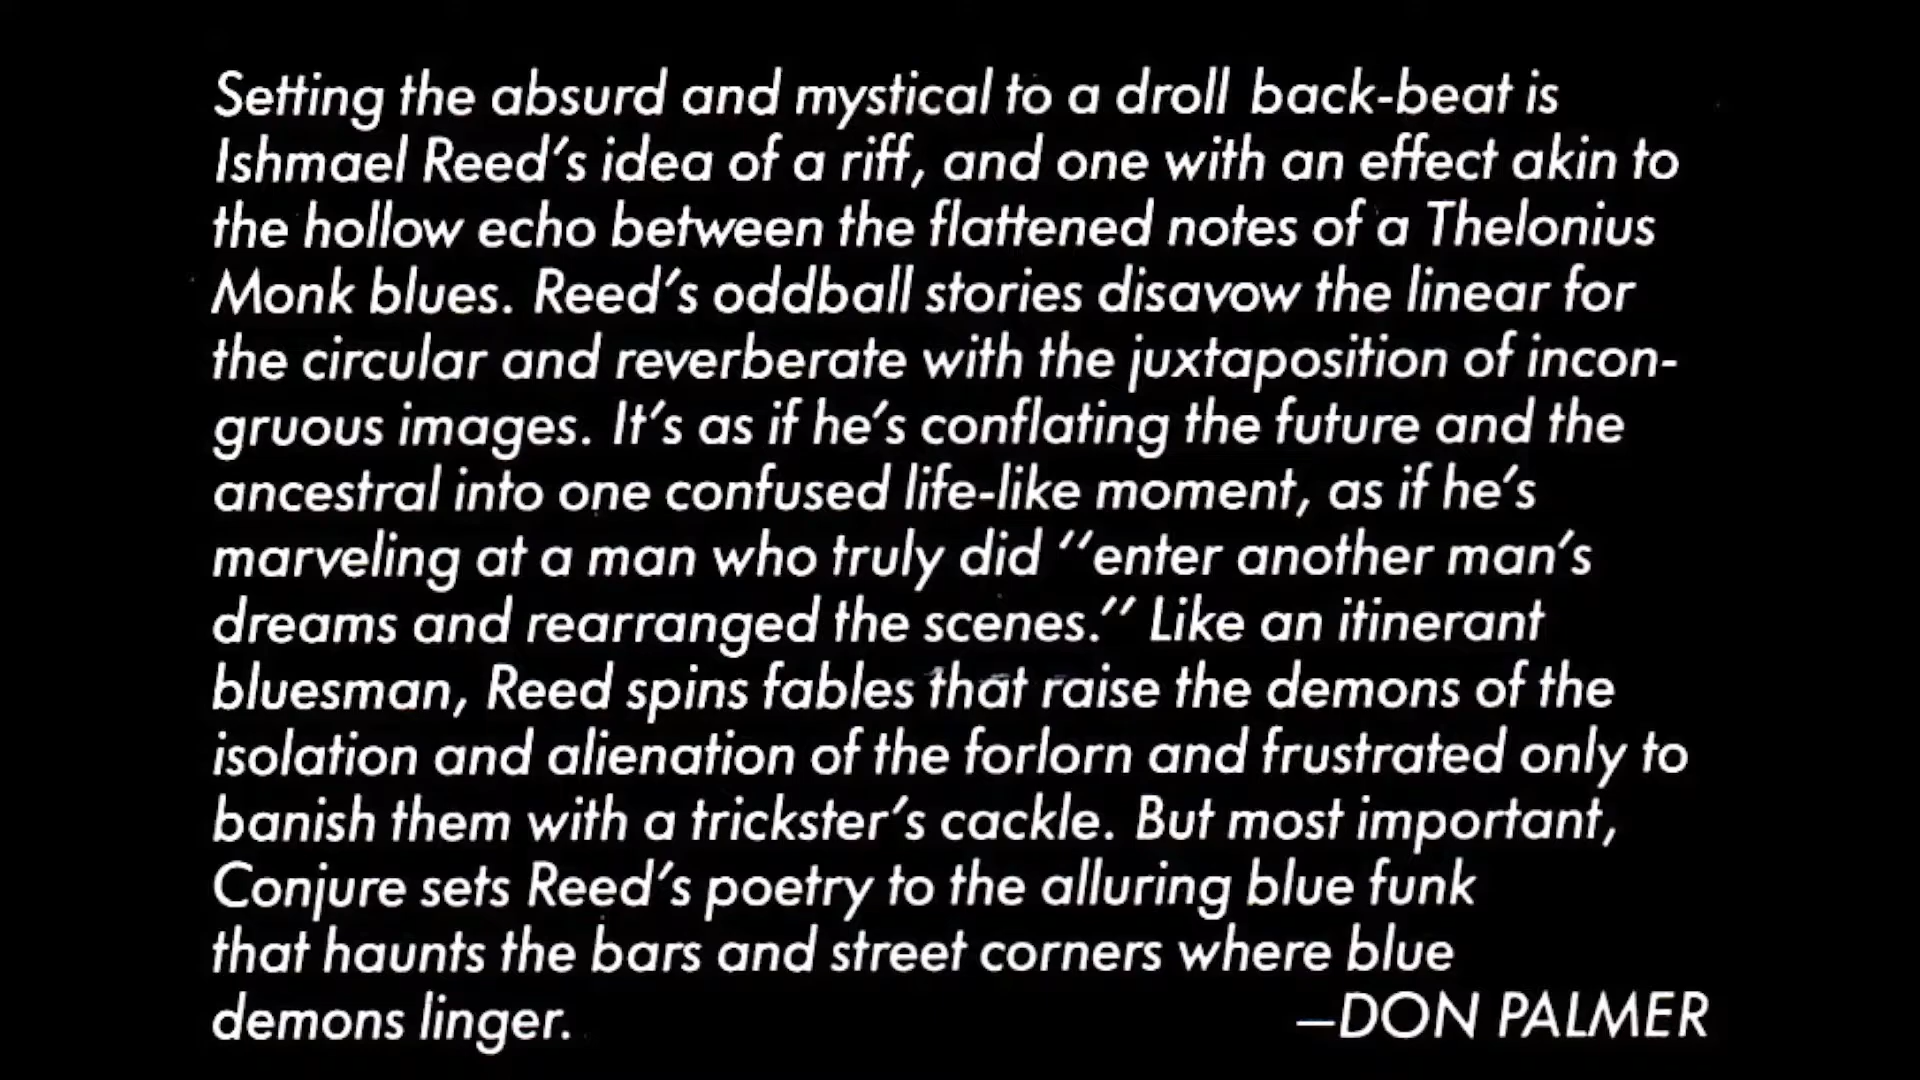 Setting the absurd and mystical to a droll back-beat is
Ishmael Reed's idea of a riff, and one with an effect akin to
the hollow echo between the flattened notes of a Thelonius
Monk blues. Reed's oddball stories disavow the linear for
the circular and reverberate with the juxtaposition of incon-
gruous images. It's as if he's conflating the future and the
ancestral into one confused life-like moment, as if he's
marveling at a man who truly did "enter another man's
dreams and rearranged the scenes." Like an itinerant
bluesman, Reed spins fables that raise the demons of the
isolation and alienation of the forlorn and frustrated only to
banish them with a trickster's cackle. But most important,
Conjure sets Reed's poetry to the alluring blue funk
that haunts the bars and street corners where blue
demons linger. —DON PALMER